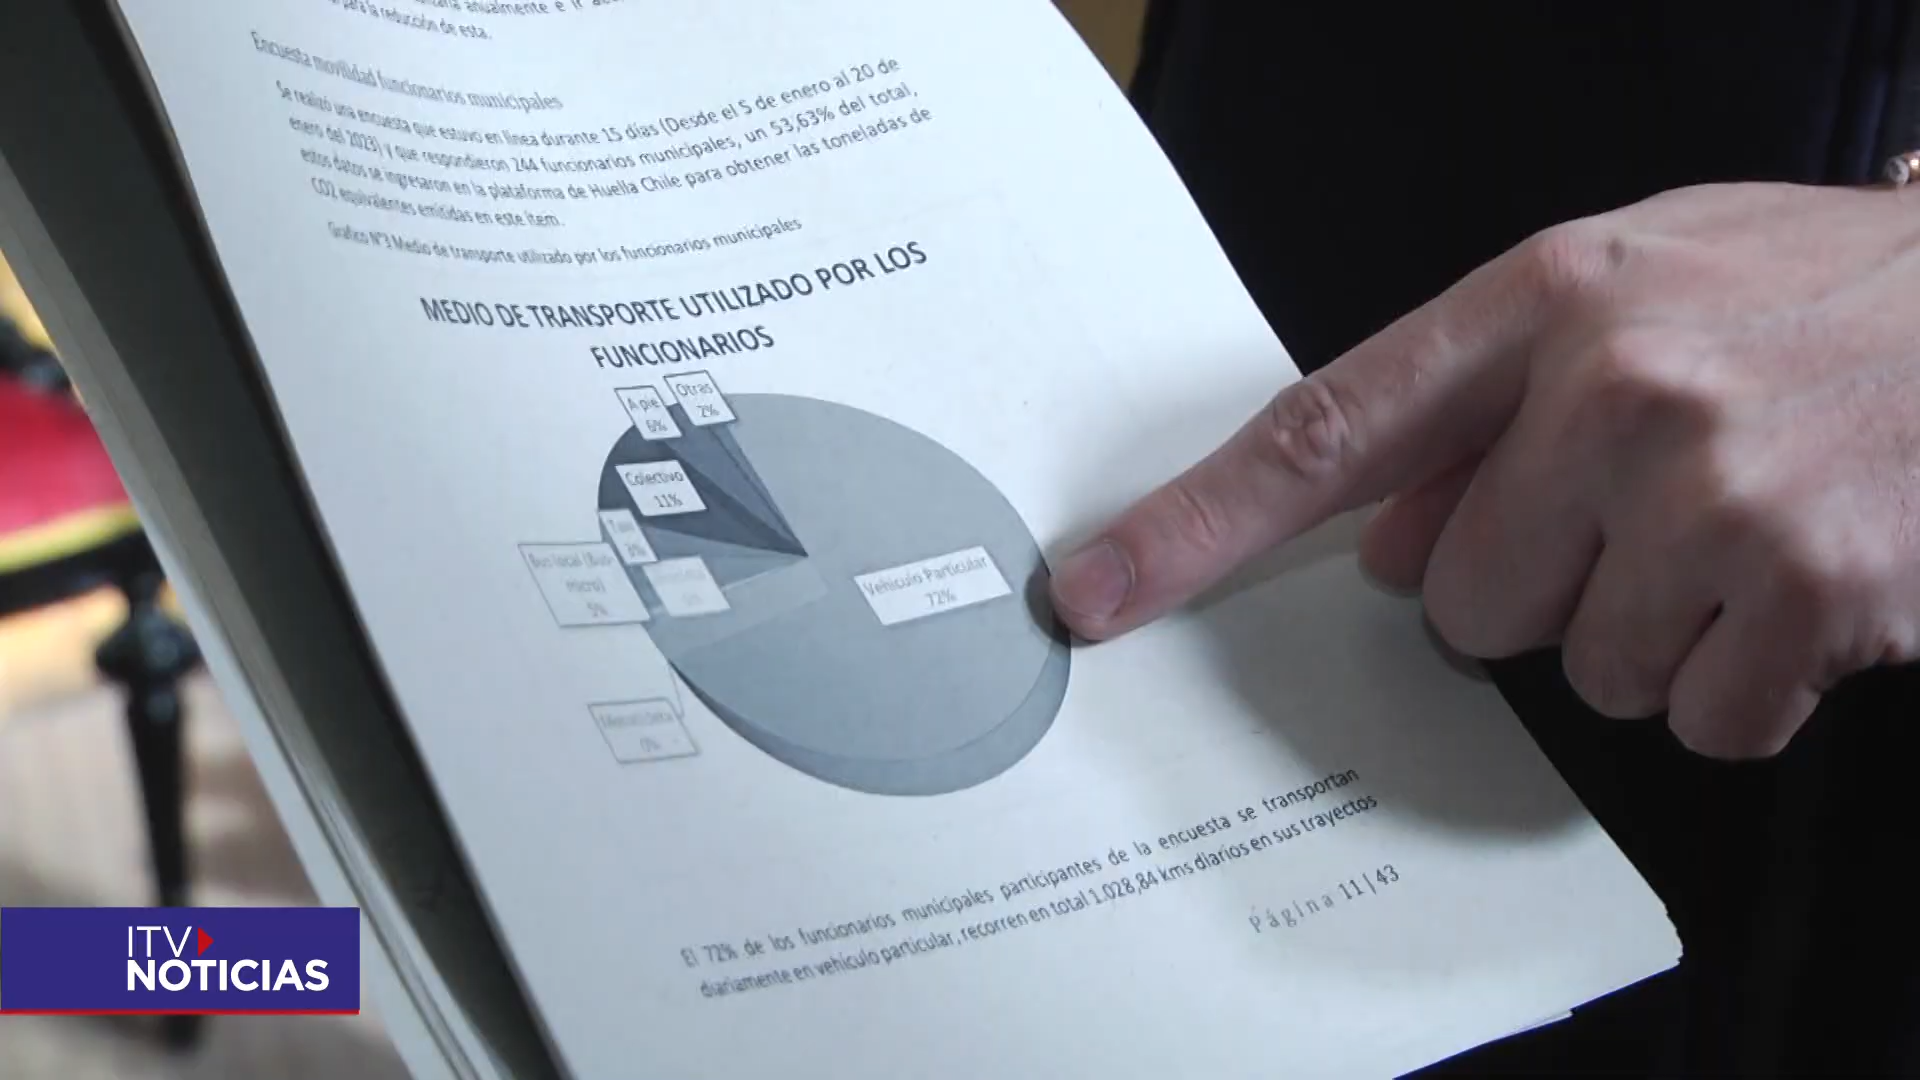 anualmente e ir
para la reducción de esta.
Encuesta movilidad funcionarios municipales
Se realizó una encuesta que estuvo en línea durante 15 días (Desde el 5 de enero al 20 de
enero del 2023) y que respondieron 244 funcionarios municipales, un 53,63% del total,
estos datos se ingresaron en la plataforma de Huella Chile para obtener las toneladas de
CO2 equivalentes emitidas en este ítem.
Grafico N°3 Medio de transporte utilizado por los funcionarios municipales
MEDIO DE TRANSPORTE UTILIZADO POR LOS
FUNCIONARIOS
Otras
2%
A pie
6%
Colectivo
11%
Taxi
3%
Bus local (Bus-
micro)
5%
Vehiculo Particular
72%
Motocicleta
0%
El 72% de los funcionarios municipales participantes de la encuesta se transportan
diariamente en vehículo particular, recorren en total 1.028,84 kms diarios en sus trayectos
Página 11 | 43
ITV
NOTICIAS